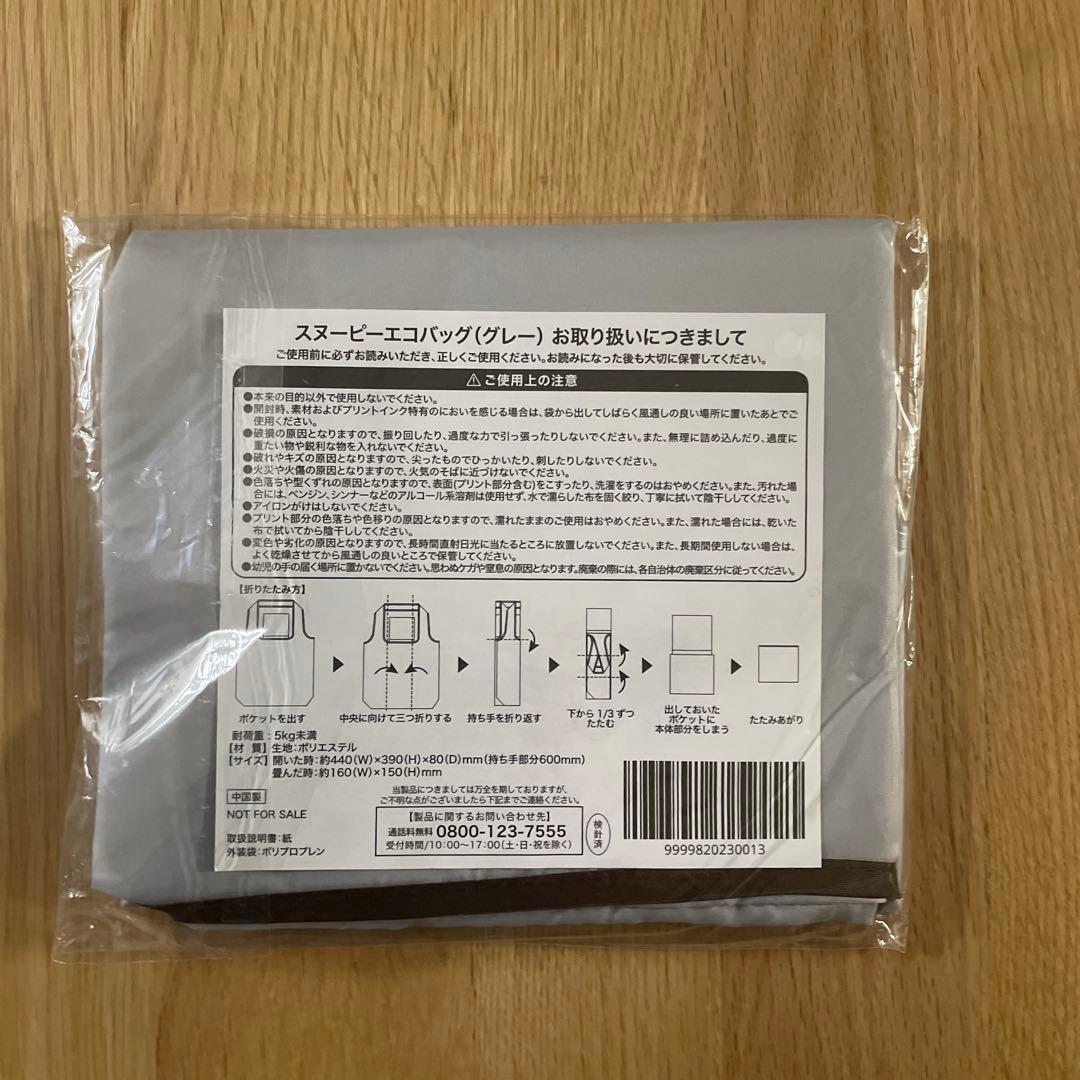 スヌーピーエコバッグ(グレー) お取り扱いにつきまして
ご使用前に必ずお読みいただき、正しくご使用ください。お読みになった後も大切に保管してください。
⚠ご使用上の注意
●本来の目的以外で使用しないでください。
●開封時、素材およびプリントインク特有のにおいを感じる場合は、袋から出してしばらく風通しの良い場所に置いたあとでご
使用ください。
●破損の原因となりますので、振り回したり、過度な力で引っ張ったりしないでください。また、無理に詰め込んだり、過度に
重たい物や鋭利な物を入れないでください。
●破れやキズの原因となりますので、尖ったものでひっかいたり、刺したりしないでください。
●火災や火傷の原因となりますので、火気のそばに近づけないでください。
●色落ちや型くずれの原因となりますので、表面(プリント部分含む)をこすったり、洗濯をするのはおやめください。また、汚れた場
合には、ベンジン、シンナーなどのアルコール系溶剤は使用せず、水で濡らした布を固く絞り、丁寧に拭いて陰干ししてください。
●アイロンがけはしないでください。
●プリント部分の色落ちや色移りの原因となりますので、濡れたままのご使用はおやめください。また、濡れた場合には、乾いた
布で拭いてから陰干ししてください。
●変色や劣化の原因となりますので、長時間直射日光に当たるところに放置しないでください。また、長期間使用しない場合は、
よく乾燥させてから風通しの良いところで保管してください。
●幼児の手の届く場所に置かないでください。思わぬケガや窒息の原因となります。廃棄の際には、各自治体の廃棄区分に従ってください。
【折りたたみ方】
ポケットを出す
中央に向けて三つ折りする
持ち手を折り返す
下から 1/3 ずつ
たたむ
出しておいた
ポケットに
本体部分をしまう
たたみあがり
耐荷重:5kg未満
【材 質】生地:ポリエステル
【サイズ】開いた時:約440(W)×390(H)×80(D)mm(持ち手部分600mm)
畳んだ時:約160(W)×150(H)mm
中国製
NOT FOR SALE
取扱説明書:紙
外装袋:ポリプロプレン
当製品につきましては万全を期しておりますが、
ご不明な点がございましたら下記までご連絡ください。
【製品に関するお問い合わせ先】
通話料無料 0800-123-7555
受付時間/10:00〜17:00(土・日・祝を除く)
検針済
9999820230013